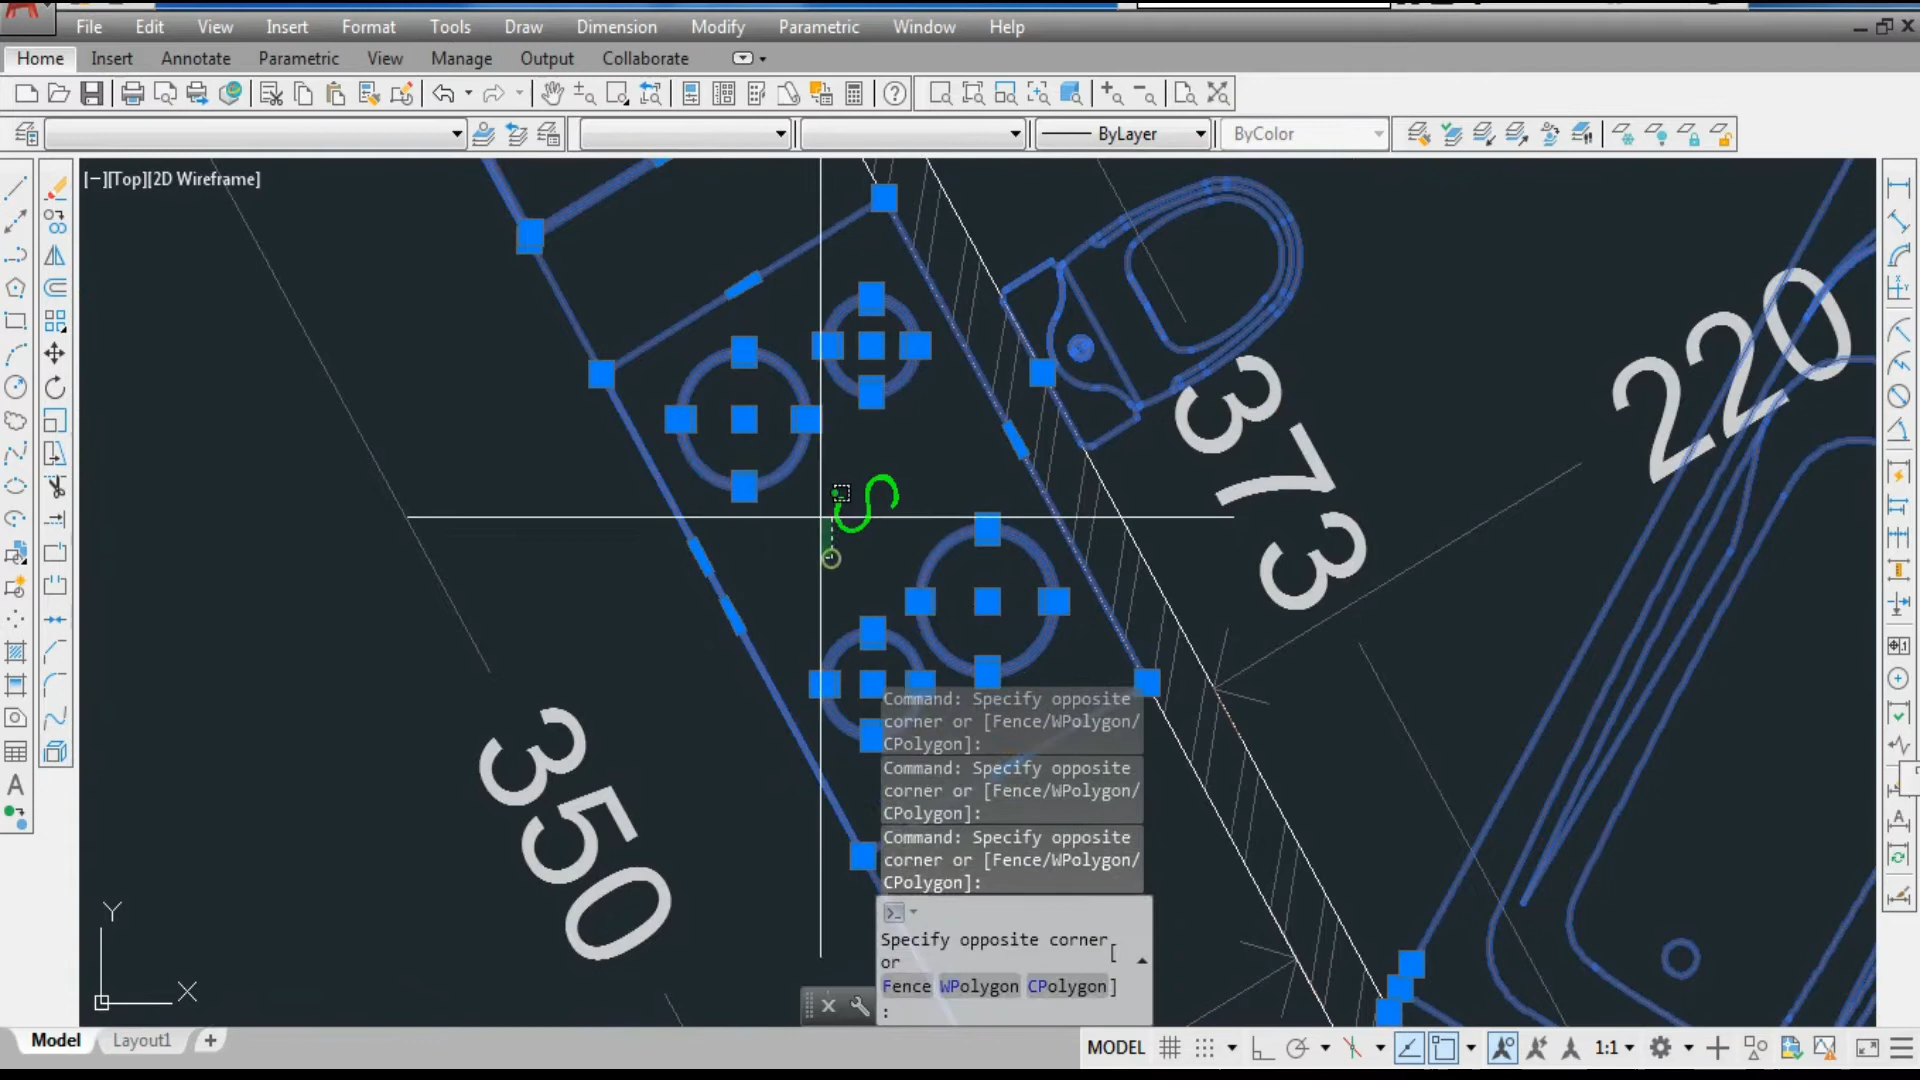 File Edit View Insert Format Tools Draw Dimension Modify Parametric Window Help
Home Insert Annotate Parametric View Manage Output Collaborate
ByLayer ByColor
[−][Top][2D Wireframe]
220
373
S
350
Command: Specify opposite
corner or [Fence/WPolygon/
CPolygon]:
Command: Specify opposite
corner or [Fence/WPolygon/
CPolygon]:
Command: Specify opposite
corner or [Fence/WPolygon/
CPolygon]:
Specify opposite corner [
or
Fence WPolygon CPolygon]
:
Y
X
Model Layout1 +
MODEL 1:1